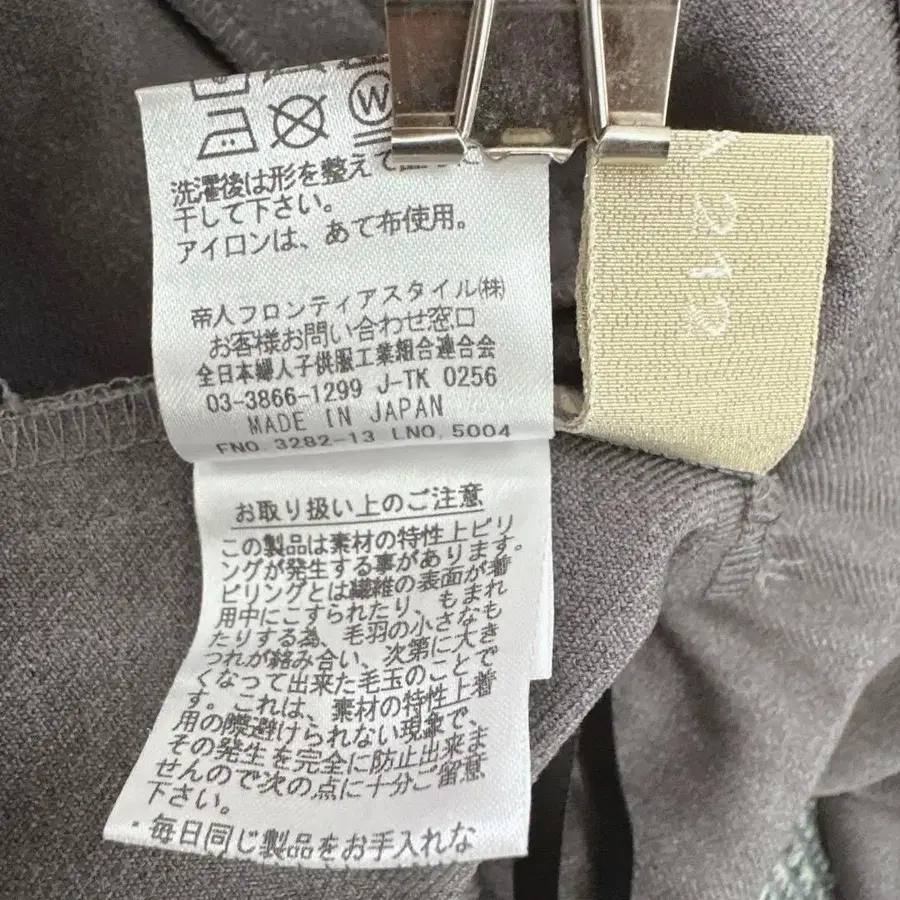 W
洗濯後は形を整えて
干して下さい。
アイロンは、あて布使用。
帝人フロンティアスタイル(株)
お客様お問い合わせ窓口
全日本婦人子供服工業組合連合会
03-3866-1299 J-TK 0256
MADE IN JAPAN
FNO. 3282-13 LNO. 5004
お取り扱い上のご注意
この製品は素材の特性上ピリ
ングが発生する事があります。
ピリングとは繊維の表面が着
用中にこすられたり、もまれ
たりする為、毛羽の小さなも
つれが絡み合い、次第に大き
くなって出来た毛玉のことで
す。これは、素材の特性上着
用の際避けられない現象で、
その発生を完全に防止出来ま
せんので次の点に十分ご留意
下さい。
・毎日同じ製品をお手入れな
212